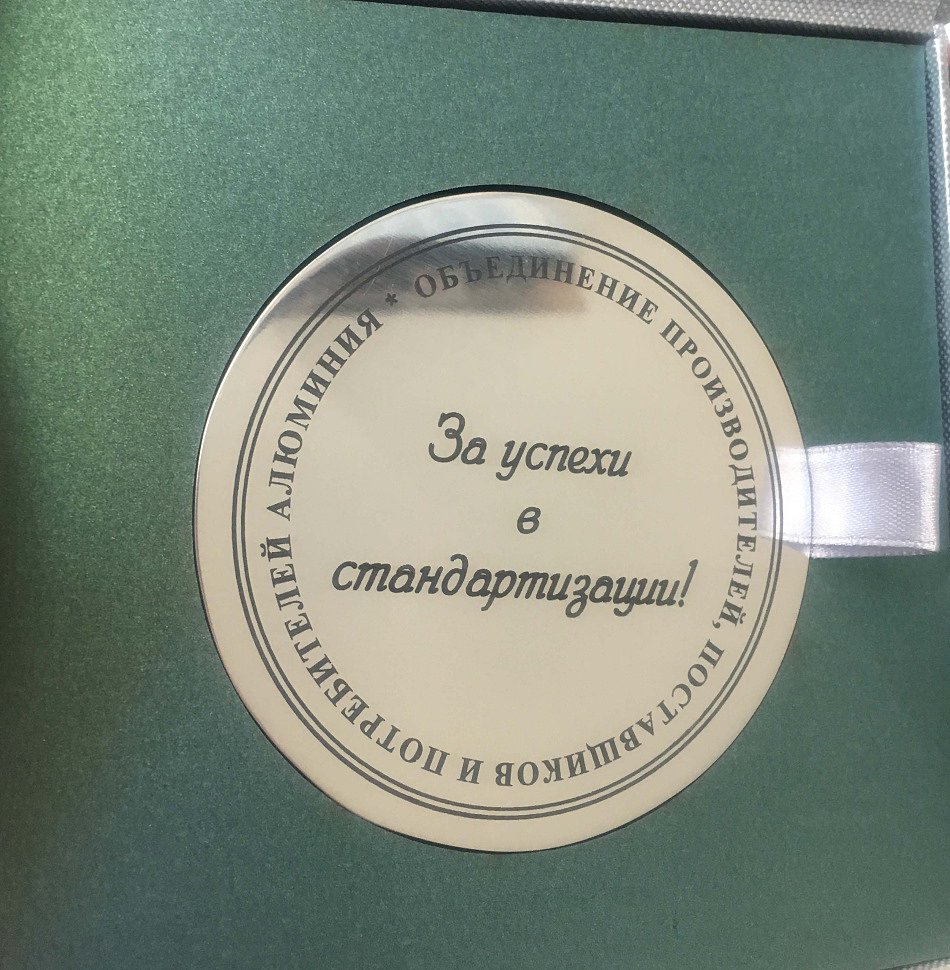 ОБЪЕДИНЕНИЕ ПРОИЗВОДИТЕЛЕЙ, ПОСТАВЩИКОВ И ПОТРЕБИТЕЛЕЙ АЛЮМИНИЯ *
За успехи
в
стандартизации!